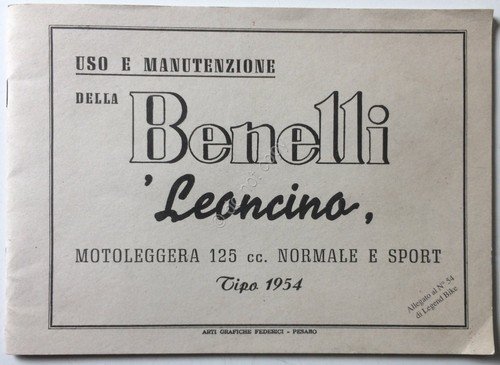 USO E MANUTENZIONE
DELLA
Benelli
"Leoncino"
MOTOLEGGERA 125 cc. NORMALE E SPORT
Tipo 1954
Allegato al N° 54
di Legend Bike
ARTI GRAFICHE FEDERICI - PESARO